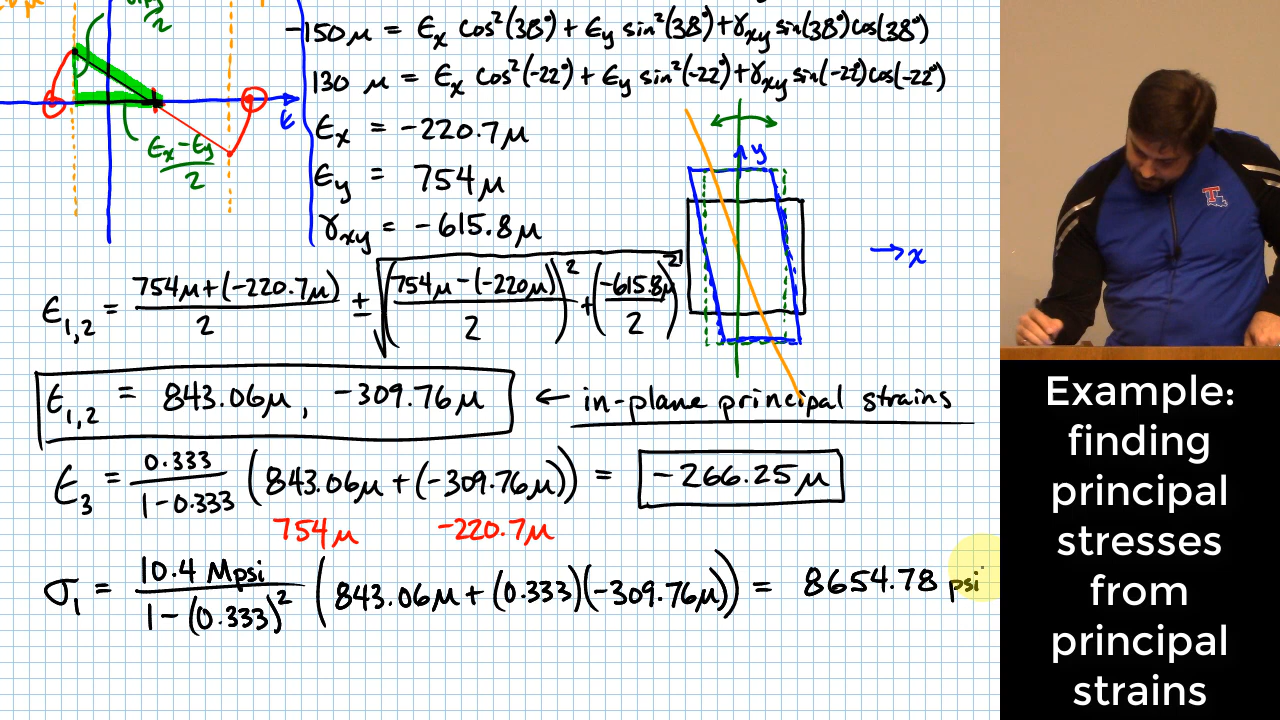 -150μ = ϵx cos²(38°) + ϵy sin²(38°) + γxy sin(38°)cos(38°)
130 μ = ϵx cos²(-22°) + ϵy sin²(-22°) + γxy sin(-22°)cos(-22°)
ϵ
(ϵx - ϵy)/2
ϵx = -220.7μ
ϵy = 754μ
γxy = -615.8μ
y
x
ϵ1,2 = (754μ+(-220.7μ))/2 ± √(((754μ-(-220μ))/2)² + (-615.8μ/2)²)
ϵ1,2 = 843.06μ, -309.76μ ← in-plane principal strains
ϵ3 = 0.333/(1-0.333) (843.06μ + (-309.76μ)) = -266.25μ
754μ -220.7μ
σ1 = 10.4 Mpsi/(1-(0.333)²) (843.06μ + (0.333)(-309.76μ)) = 8654.78 psi
Example:
finding
principal
stresses
from
principal
strains